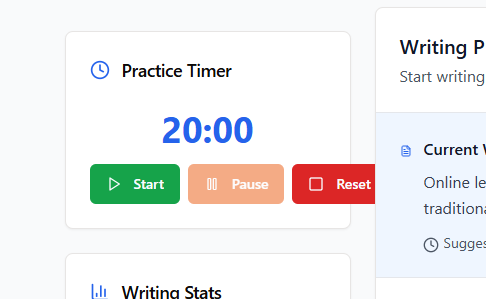 Practice Timer
20:00
Start Pause Reset
Writing Stats
Writing P
Start writing
Current
Online le
traditiona
Sugges